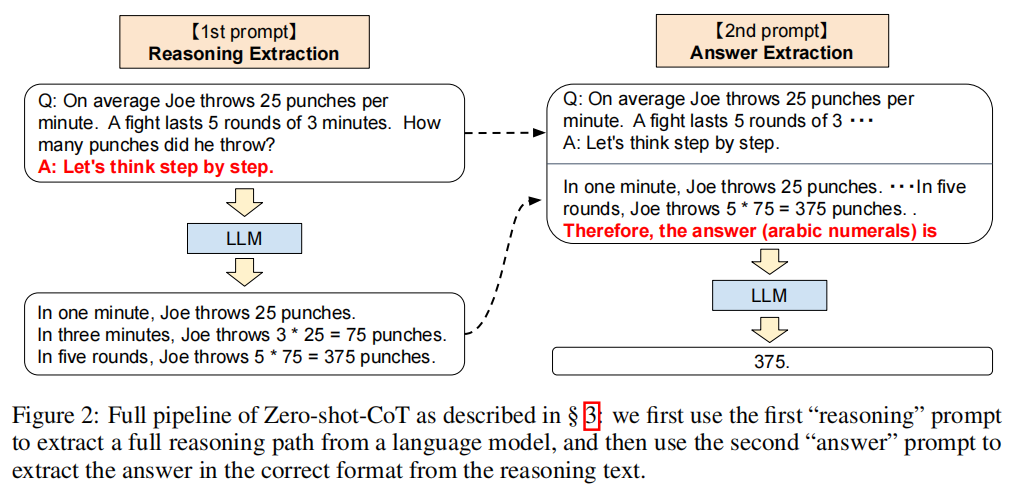 【1st prompt】
Reasoning Extraction
Q: On average Joe throws 25 punches per
minute. A fight lasts 5 rounds of 3 minutes. How
many punches did he throw?
A: Let's think step by step.
LLM
In one minute, Joe throws 25 punches.
In three minutes, Joe throws 3 * 25 = 75 punches.
In five rounds, Joe throws 5 * 75 = 375 punches.
【2nd prompt】
Answer Extraction
Q: On average Joe throws 25 punches per
minute. A fight lasts 5 rounds of 3 ･･･
A: Let's think step by step.
In one minute, Joe throws 25 punches. ･･･In five
rounds, Joe throws 5 * 75 = 375 punches. .
Therefore, the answer (arabic numerals) is
LLM
375.
Figure 2: Full pipeline of Zero-shot-CoT as described in § 3: we first use the first “reasoning” prompt
to extract a full reasoning path from a language model, and then use the second “answer” prompt to
extract the answer in the correct format from the reasoning text.